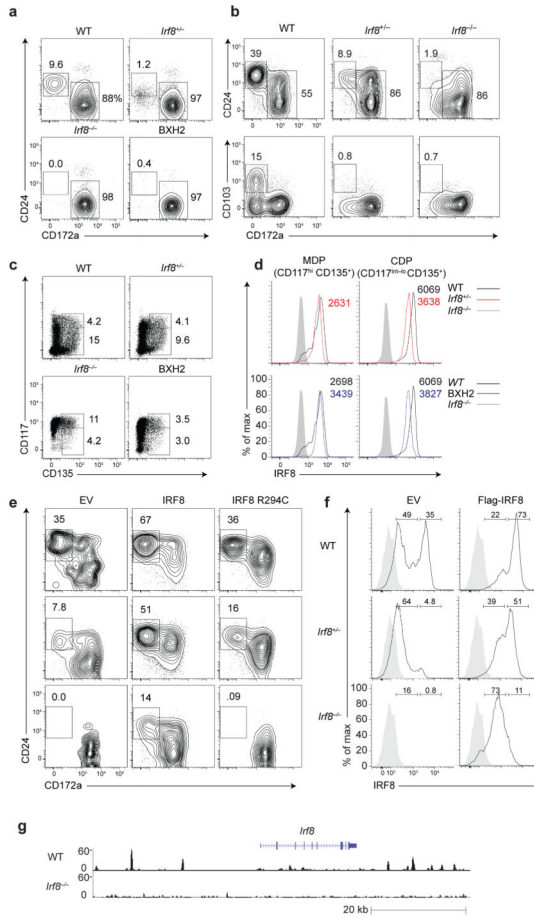 a
WT
Irf8+/–
9.6
88%
1.2
97
Irf8–/–
BXH2
0.0
98
0.4
97
CD24
CD172a
b
WT
Irf8+/–
Irf8–/–
39
55
8.9
86
1.9
86
CD24
15
0.8
0.7
CD103
CD172a
c
WT
Irf8+/–
4.2
15
4.1
9.6
Irf8–/–
BXH2
11
4.2
3.5
3.0
CD117
CD135
d
MDP
(CD117hi CD135+)
CDP
(CD117int-lo CD135+)
2631
6069
3638
WT
Irf8+/–
Irf8–/–
2698
3439
6069
3827
WT
BXH2
Irf8–/–
100
80
60
40
20
0
% of max
IRF8
e
EV
IRF8
IRF8 R294C
35
67
36
7.8
51
16
0.0
14
.09
CD24
CD172a
f
EV
Flag-IRF8
WT
49 35
22 73
Irf8+/–
64 4.8
39 51
Irf8–/–
16 0.8
73 11
% of max
IRF8
g
Irf8
WT
60
0
Irf8–/–
60
0
20 kb